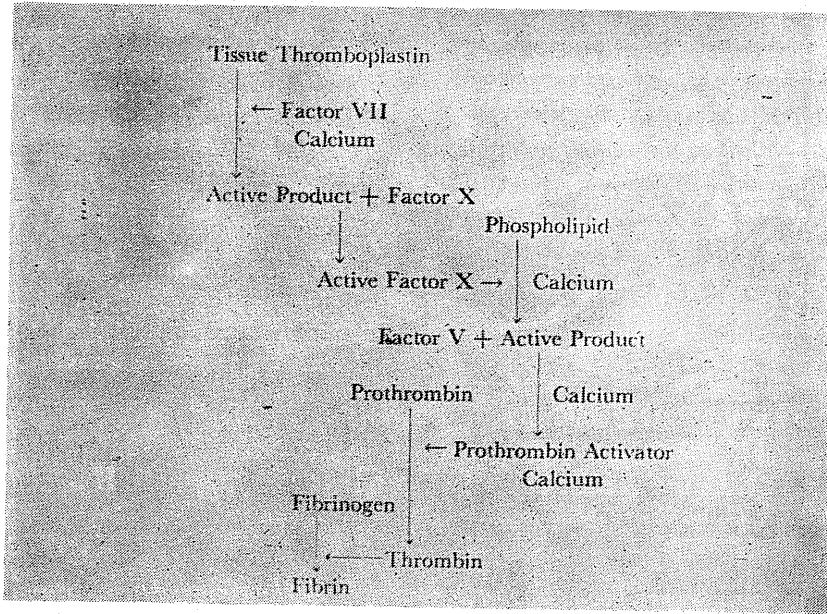 Tissue Thromboplastin
← Factor VII
Calcium
Active Product + Factor X
Phospholipid
Active Factor X → Calcium
Factor V + Active Product
Prothrombin Calcium
← Prothrombin Activator
Calcium
Fibrinogen
← Thrombin
Fibrin